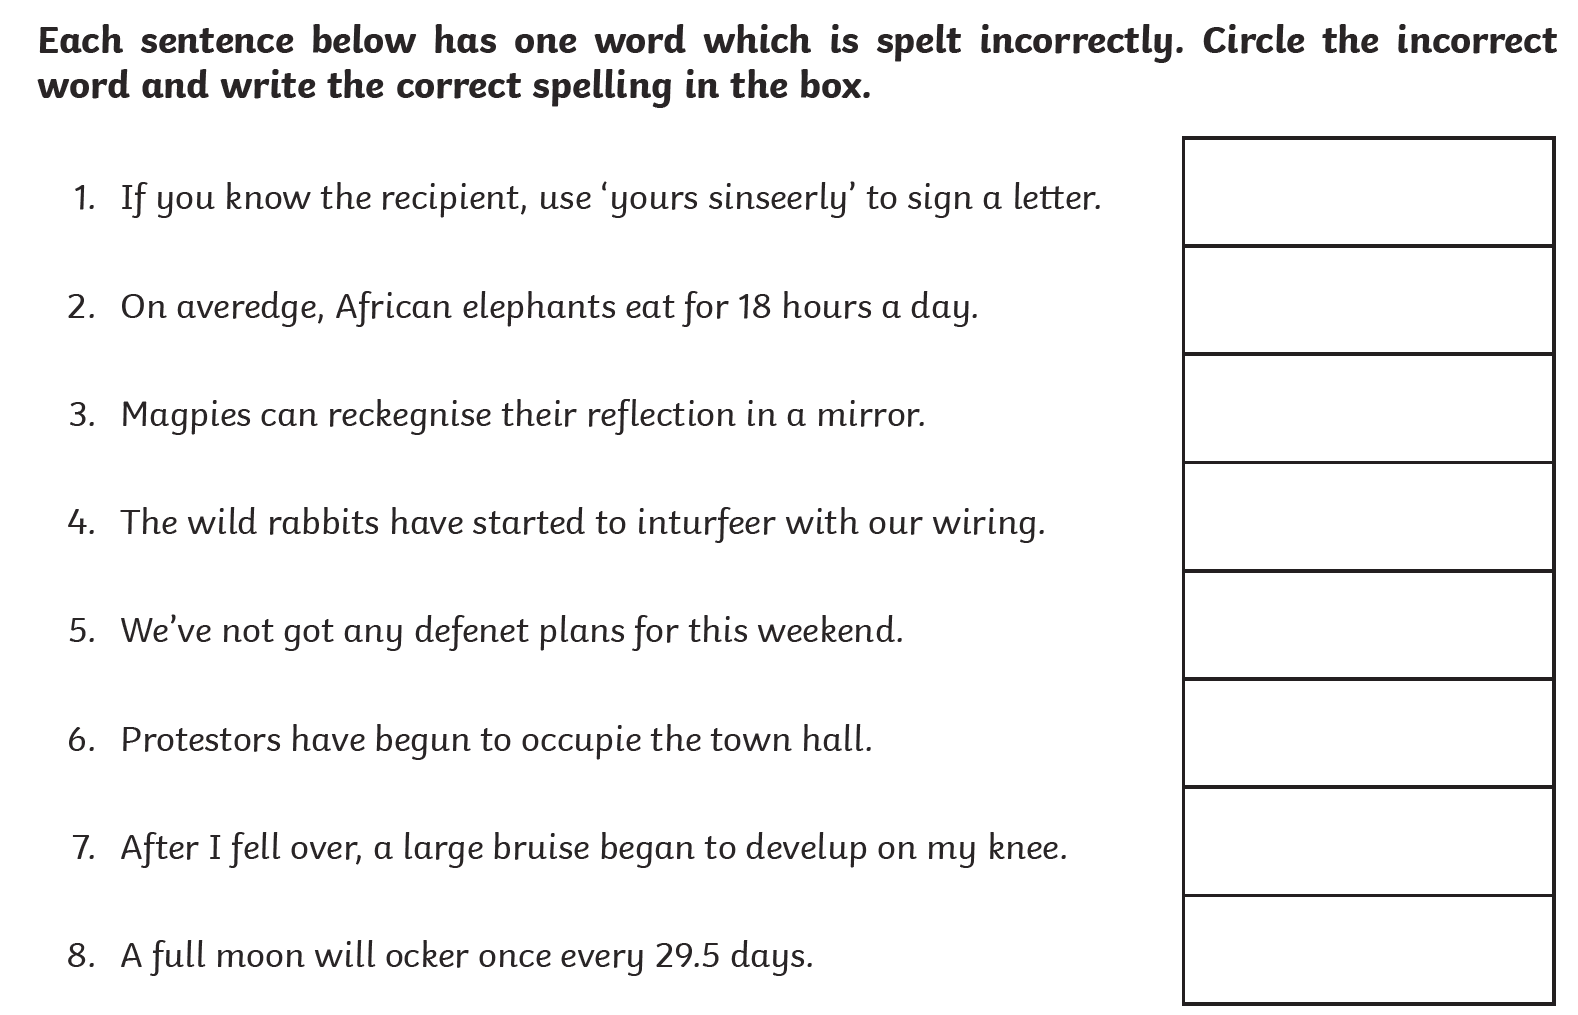 Each sentence below has one word which is spelt incorrectly. Circle the incorrect
word and write the correct spelling in the box.
1. If you know the recipient, use ‘yours sinseerly’ to sign a letter.
2. On averedge, African elephants eat for 18 hours a day.
3. Magpies can reckegnise their reflection in a mirror.
4. The wild rabbits have started to inturfeer with our wiring.
5. We’ve not got any defenet plans for this weekend.
6. Protestors have begun to occupie the town hall.
7. After I fell over, a large bruise began to develup on my knee.
8. A full moon will ocker once every 29.5 days.